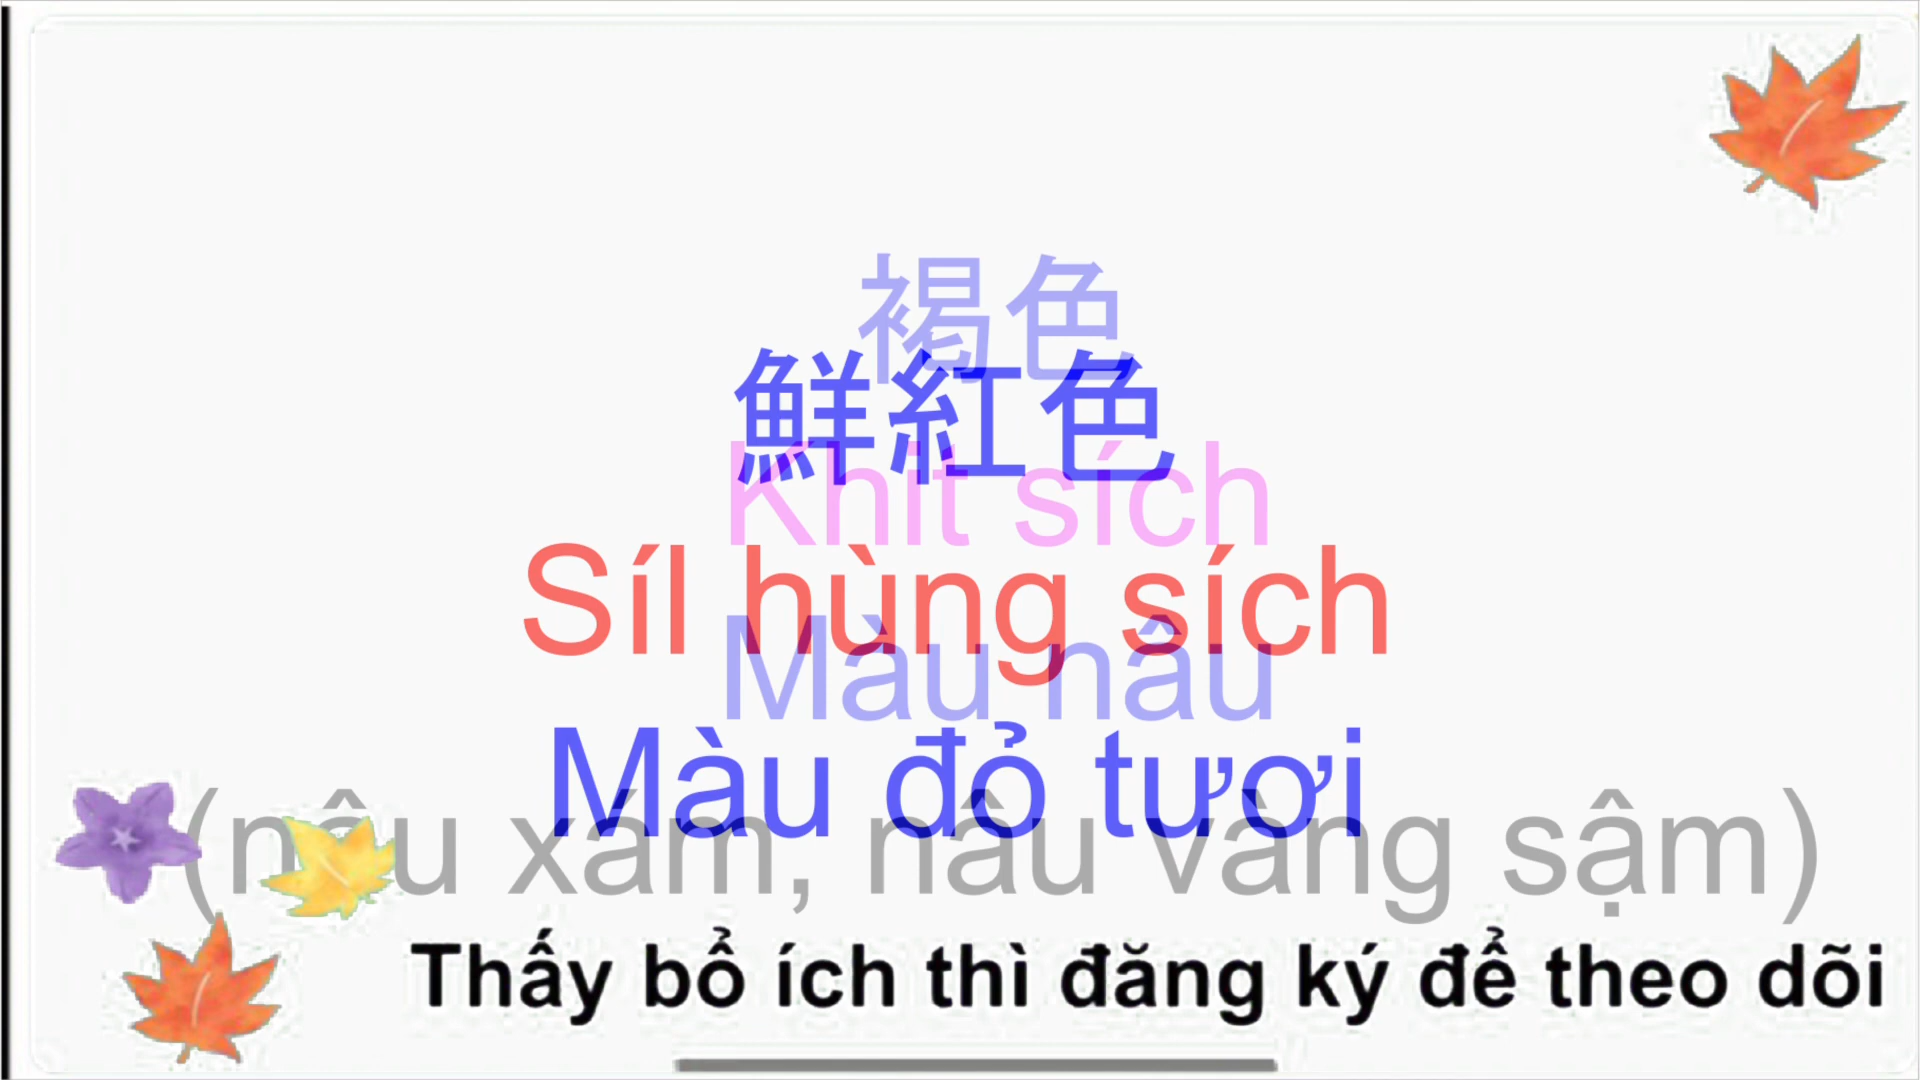 褐色
鮮紅色
Khit sích
Síl hùng sích
Màu nâu
Màu đỏ tươi
(nâu xám, nâu vàng sậm)
Thấy bổ ích thì đăng ký để theo dõi